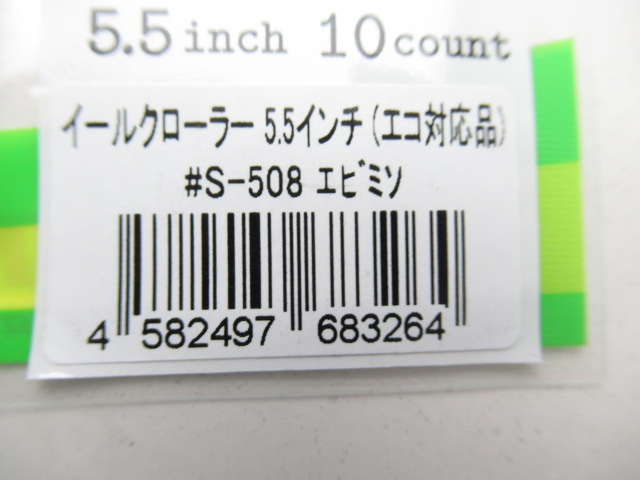 5.5 inch 10 count
イールクローラー 5.5インチ(エコ対応品)
#S-508 エビミソ
4 582497 683264